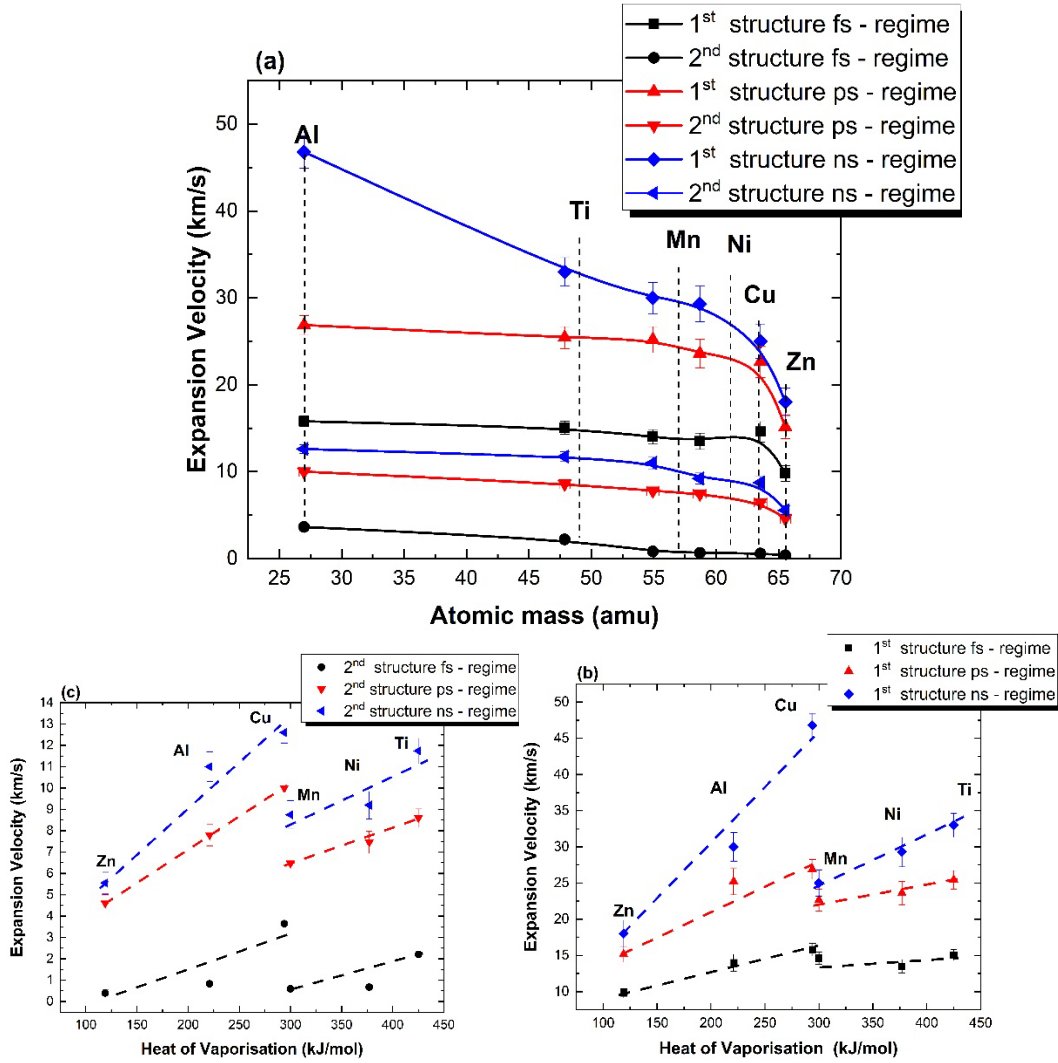 (a)
1st structure fs - regime
2nd structure fs - regime
1st structure ps - regime
2nd structure ps - regime
1st structure ns - regime
2nd structure ns - regime
Al
Ti
Mn
Ni
Cu
Zn
Expansion Velocity (km/s)
50
40
30
20
10
0
25 30 35 40 45 50 55 60 65 70
Atomic mass (amu)
(c)
2nd structure fs - regime
2nd structure ps - regime
2nd structure ns - regime
Expansion Velocity (km/s)
14
13
12
11
10
9
8
7
6
5
4
3
2
1
0
Zn
Al
Cu
Mn
Ni
Ti
100 150 200 250 300 350 400 450
Heat of Vaporisation (kJ/mol)
(b)
1st structure fs - regime
1st structure ps - regime
1st structure ns - regime
Expansion Velocity (km/s)
50
45
40
35
30
25
20
15
10
Zn
Al
Cu
Mn
Ni
Ti
100 150 200 250 300 350 400 450
Heat of Vaporisation (kJ/mol)